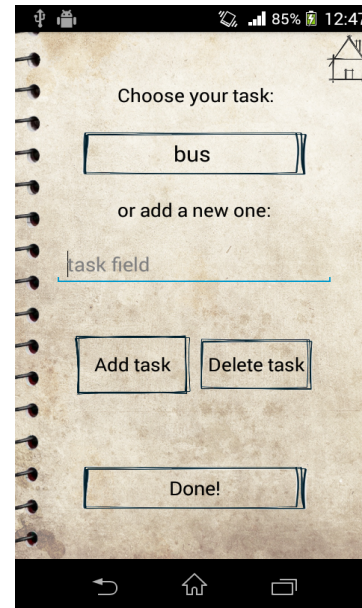 85% 12:47
Choose your task:
bus
or add a new one:
task field
Add task Delete task
Done!